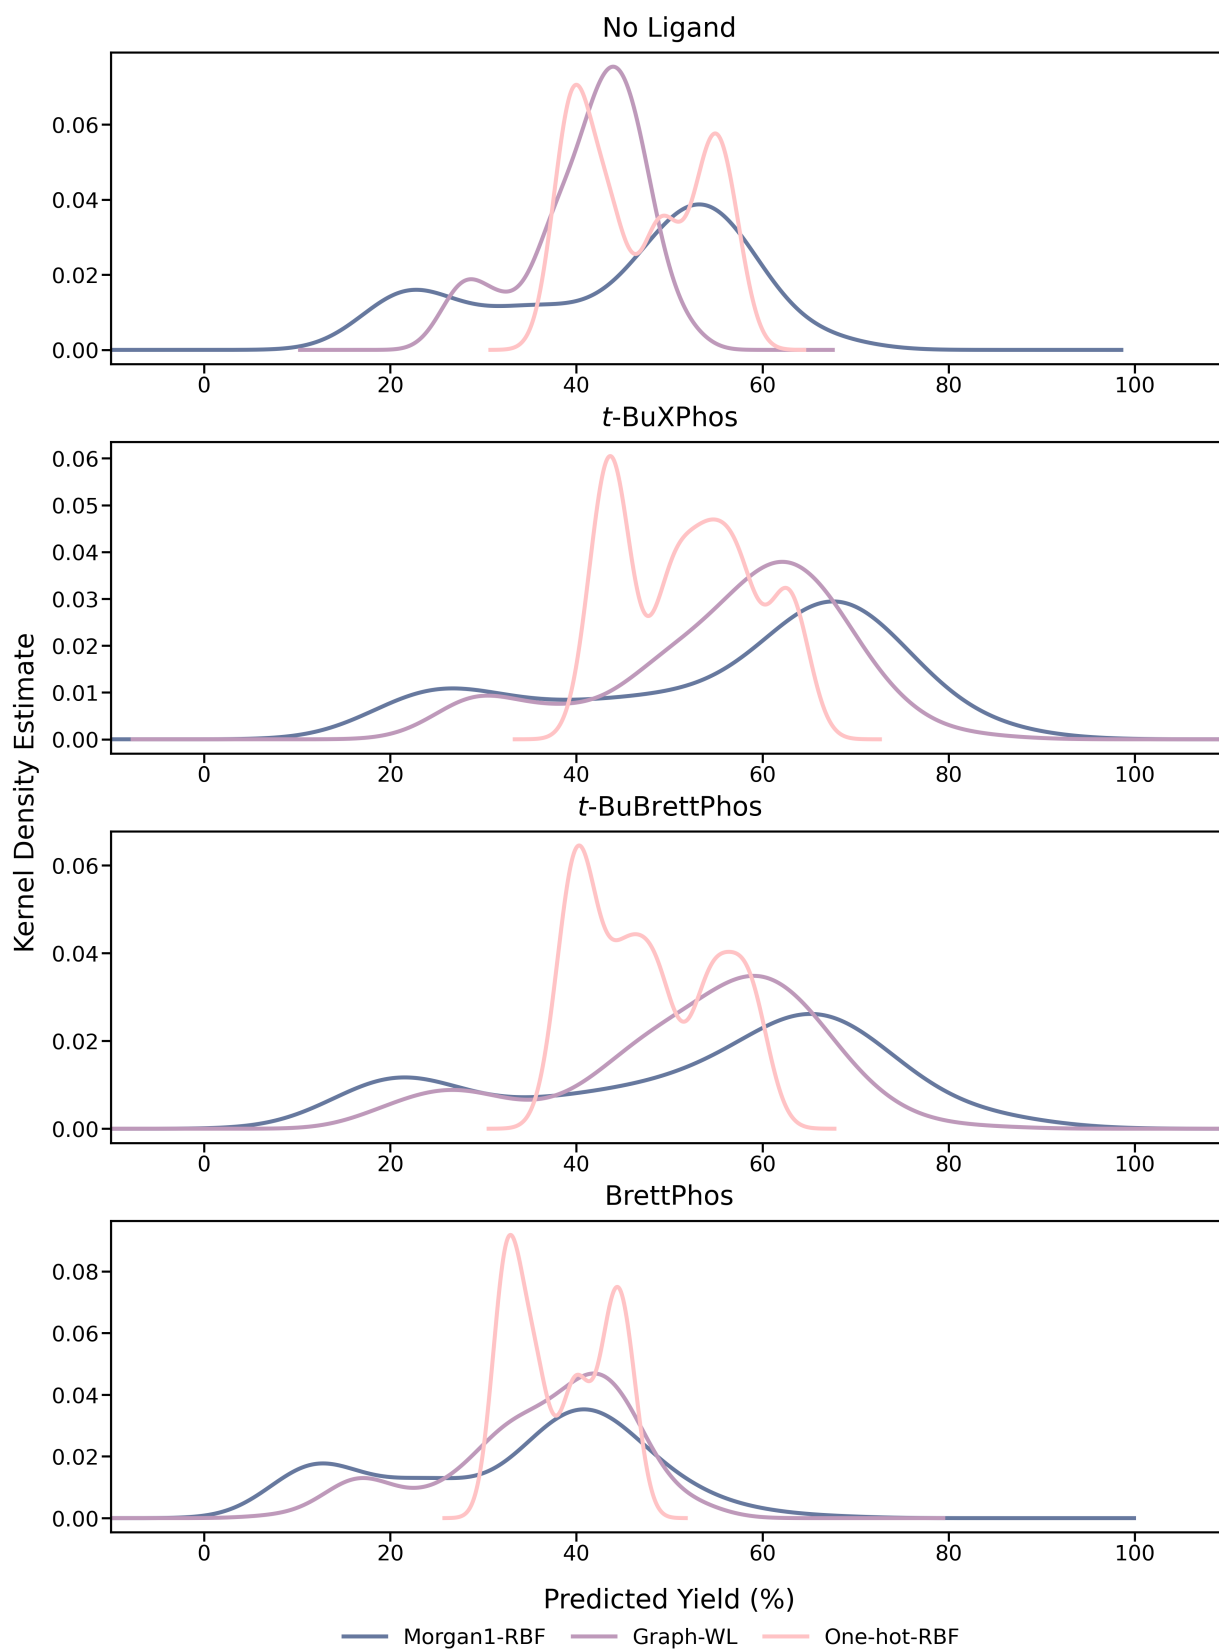 No Ligand
0.06
0.04
0.02
0.00
0 20 40 60 80 100
t-BuXPhos
0.06
0.05
0.04
0.03
0.02
0.01
0.00
0 20 40 60 80 100
t-BuBrettPhos
Kernel Density Estimate
0.06
0.04
0.02
0.00
0 20 40 60 80 100
BrettPhos
0.08
0.06
0.04
0.02
0.00
0 20 40 60 80 100
Predicted Yield (%)
Morgan1-RBF Graph-WL One-hot-RBF